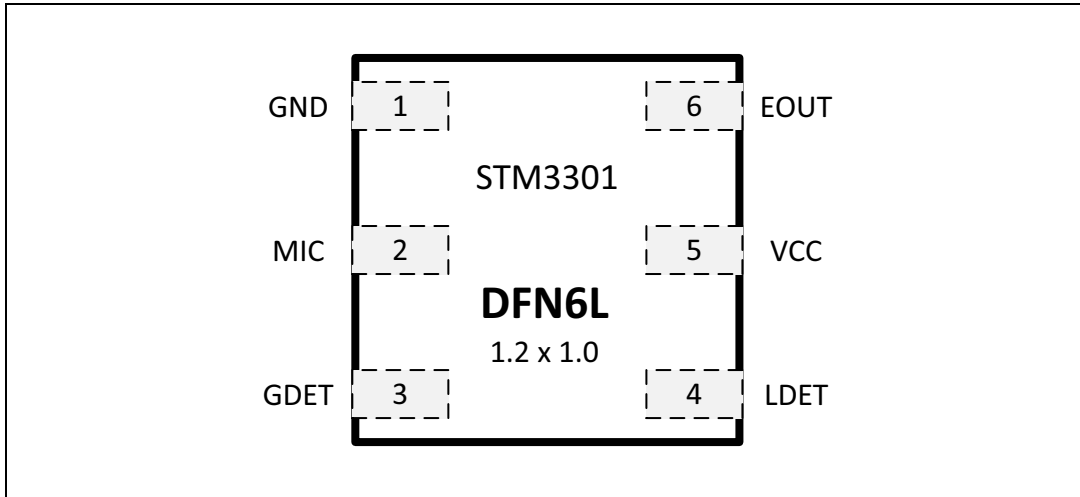 GND 1 6 EOUT
STM3301
MIC 2 5 VCC
DFN6L
1.2 x 1.0
GDET 3 4 LDET